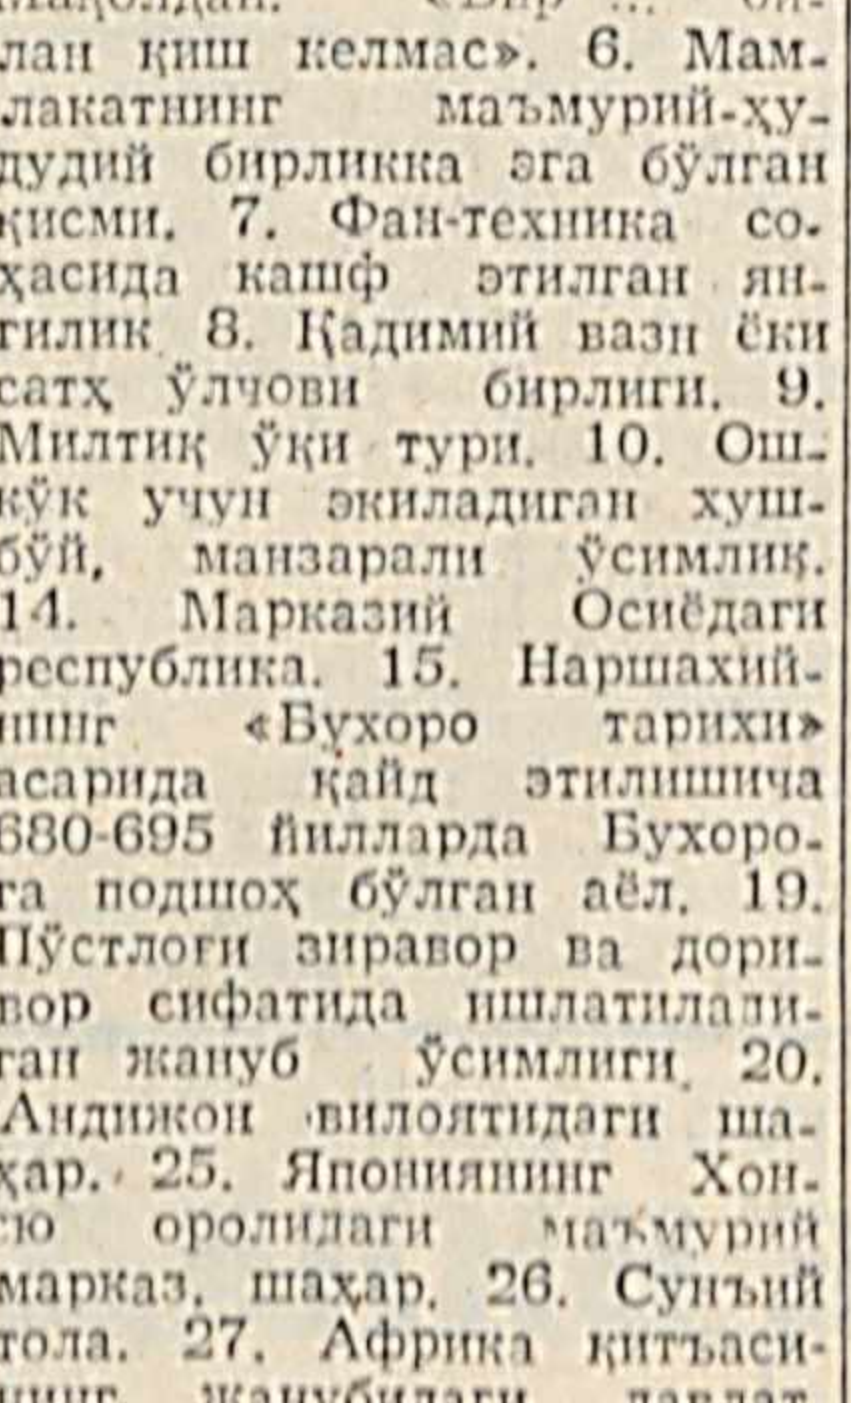 лан қиш келмас». 6. Мам-
лакатнинг маъмурий-ҳу-
дудий бирликка эга бўлган
қисми. 7. Фан-техника со-
ҳасида кашф этилган ян-
гилик 8. Қадимий вазн ёки
сатҳ ўлчови бирлиги. 9.
Милтиқ ўқи тури. 10. Ош-
кўк учун экиладиган хуш-
бўй, манзарали ўсимлиқ.
14. Марказий Осиёдаги
республика. 15. Наршахий-
нинг «Бухоро тарихи»
асарида қайд этилишича
680-695 йилларда Бухоро-
га подшоҳ бўлган аёл. 19.
Пўстлоғи зиравор ва дори-
вор сифатида ишлатилади-
ган жануб ўсимлиги. 20.
Андижон вилоятидаги ша-
ҳар. 25. Япониянинг Хон-
сю оролидаги маъмурий
марказ, шаҳар. 26. Сунъий
тола. 27. Африка қитъаси-
нинг жанубидаги давлат